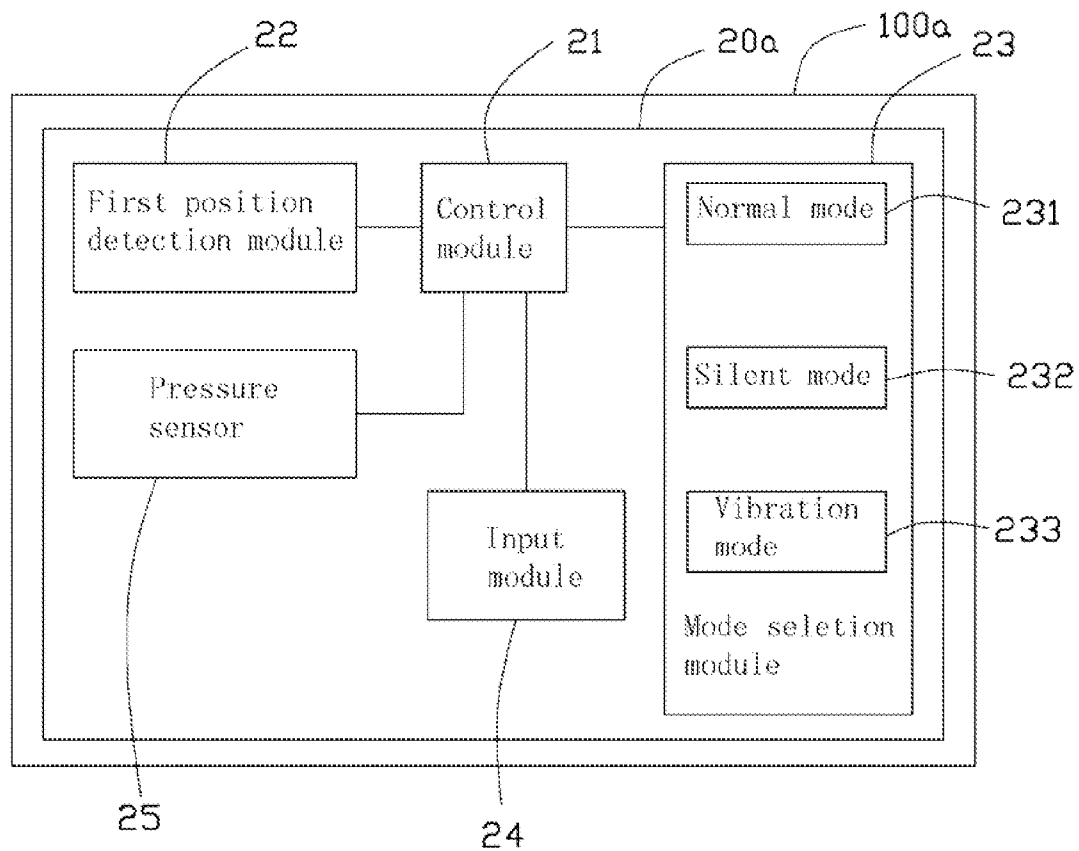 22
21
20a
100a
23
First position
detection module
Control
module
Normal mode
231
Pressure
sensor
Silent mode
232
Input
module
Vibration
mode
233
Mode seletion
module
25
24